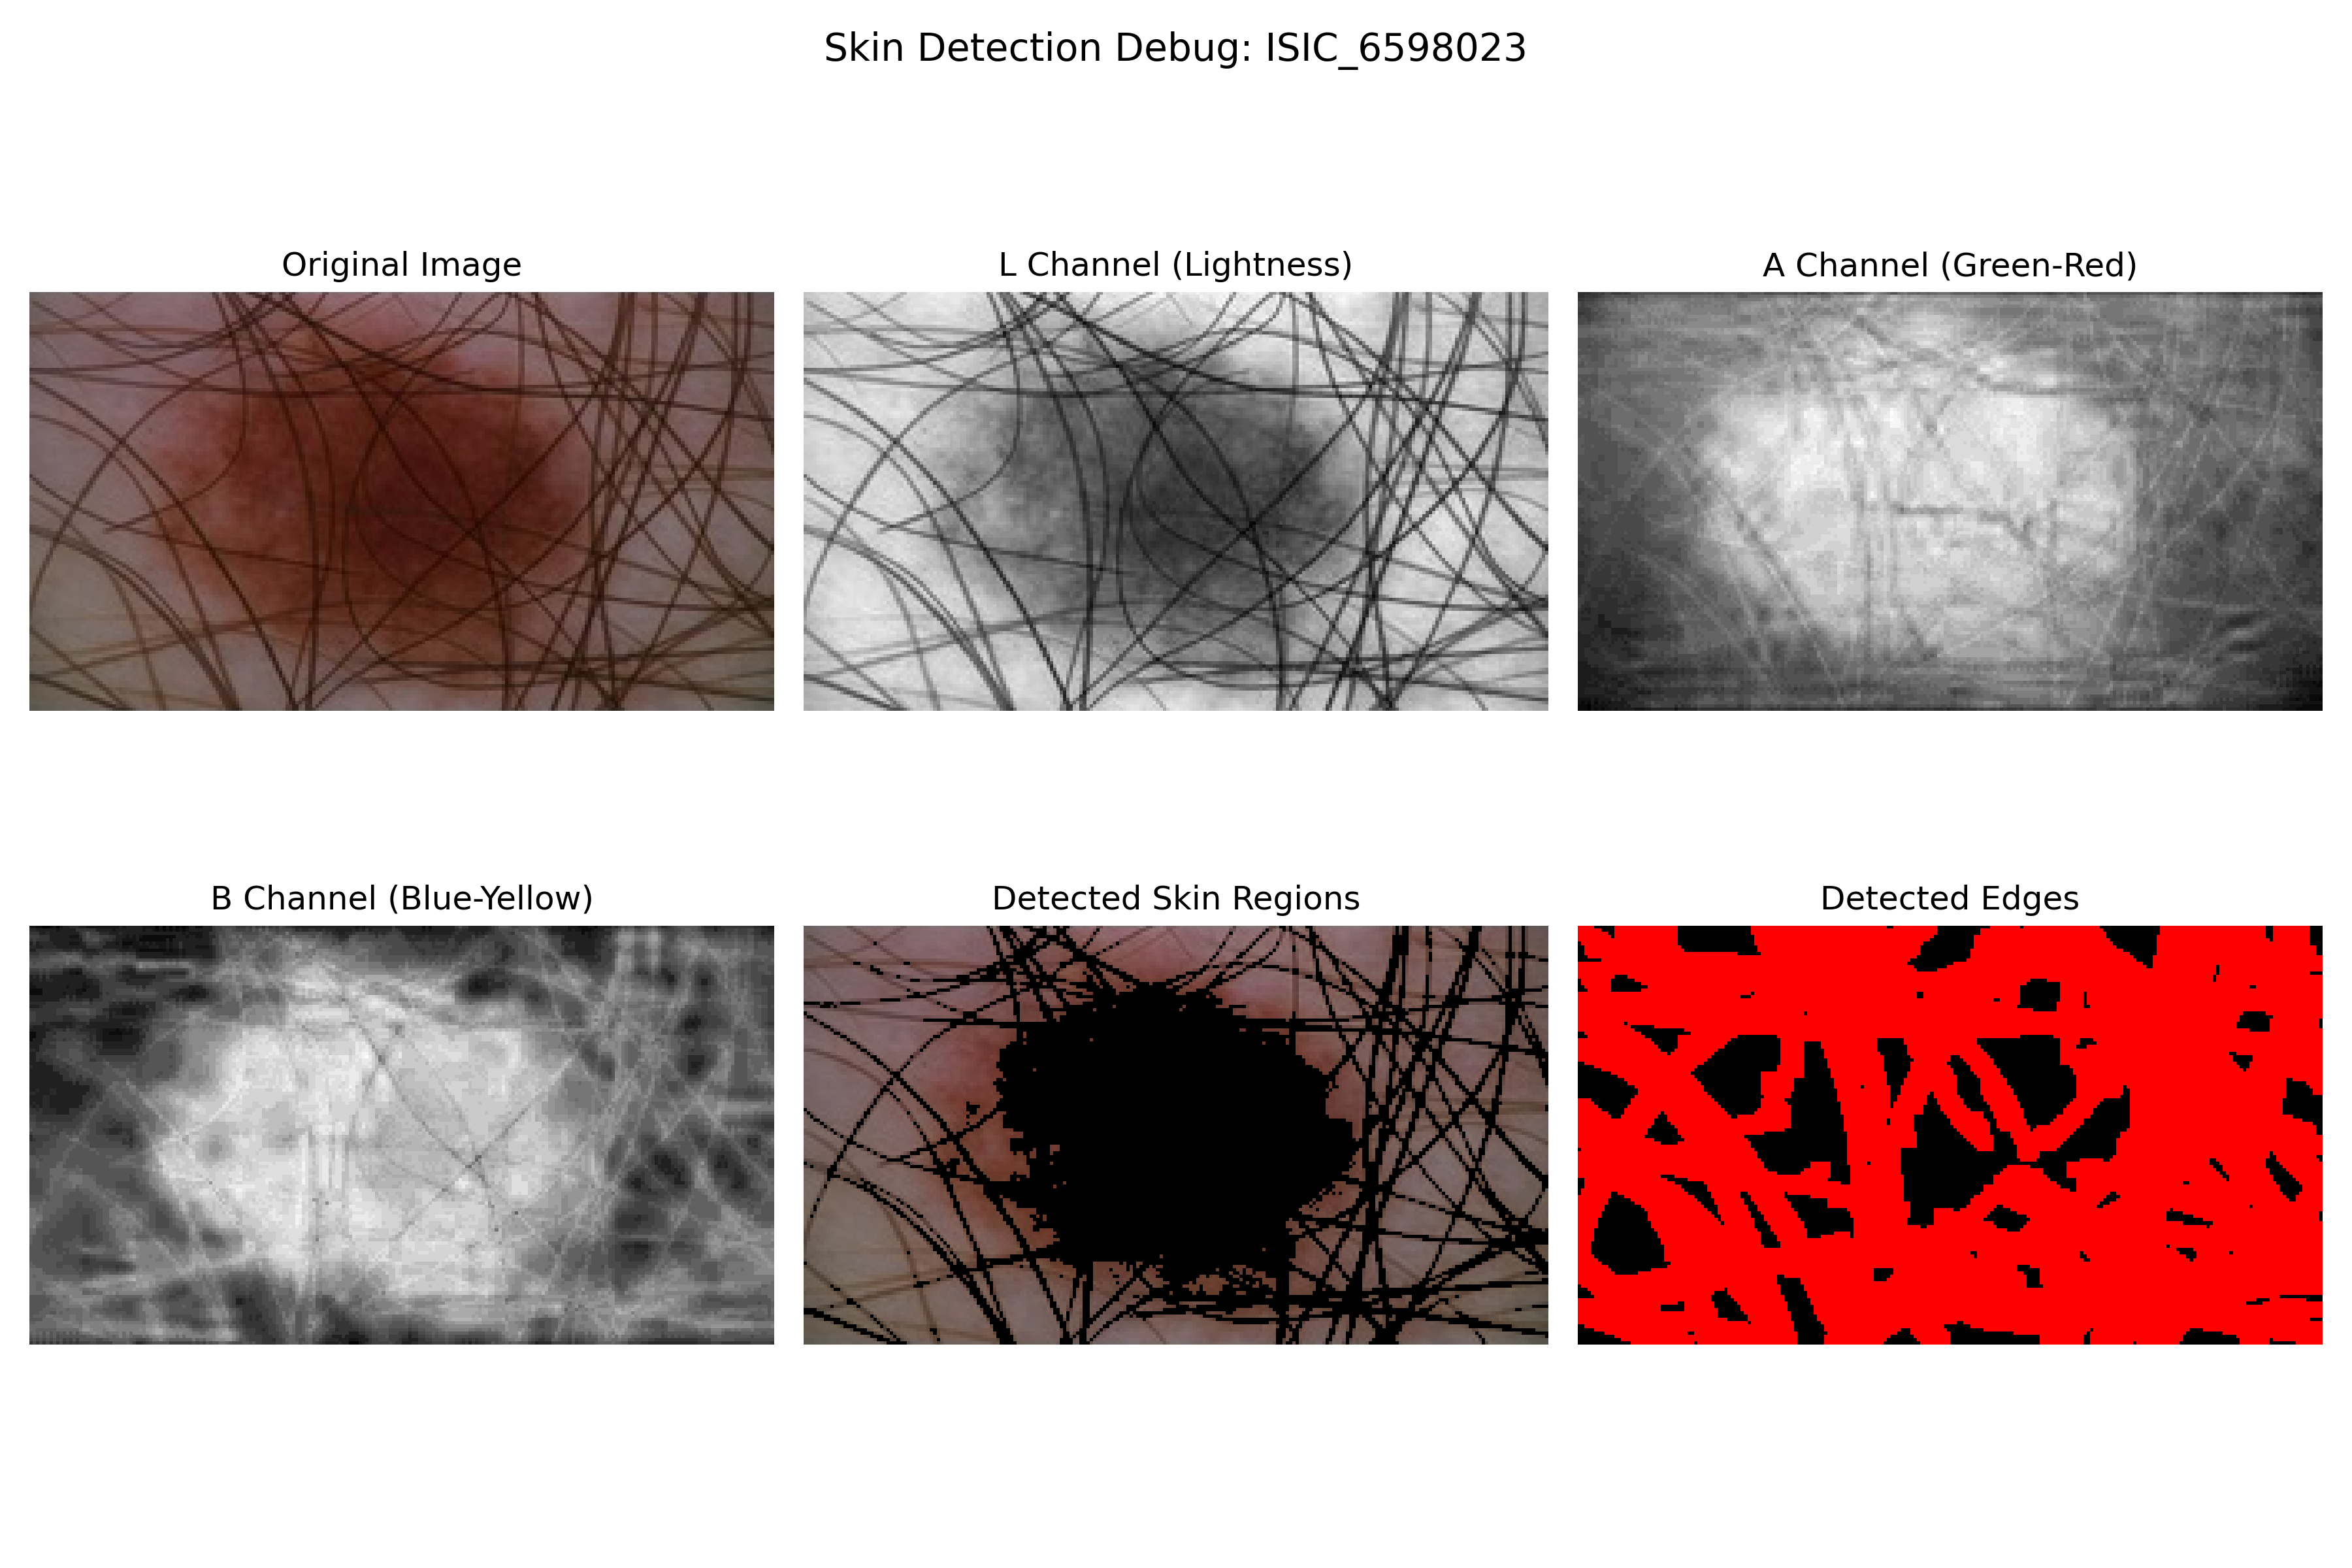 Skin Detection Debug: ISIC_6598023
Original Image
L Channel (Lightness)
A Channel (Green-Red)
B Channel (Blue-Yellow)
Detected Skin Regions
Detected Edges